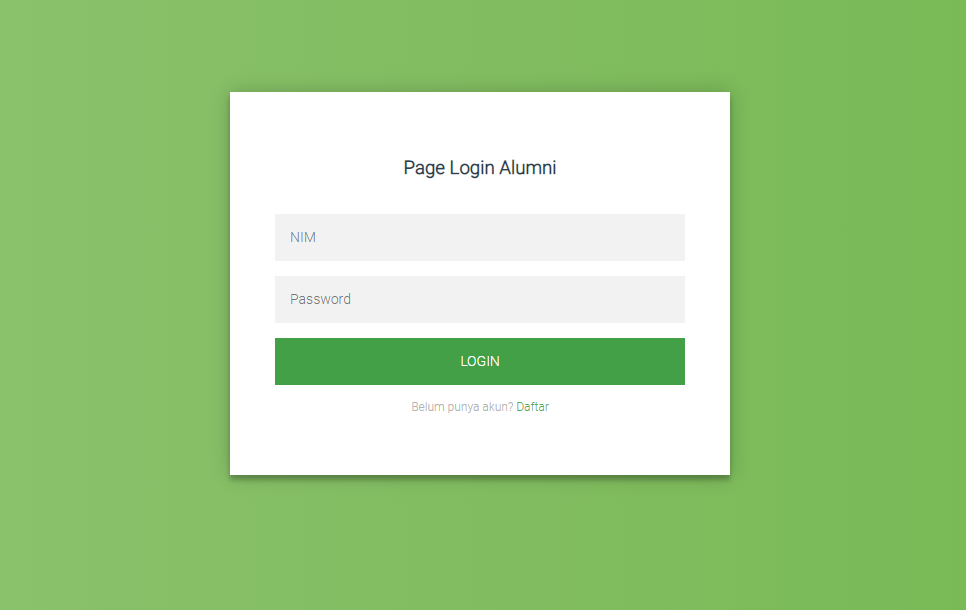 Page Login Alumni
NIM
Password
LOGIN
Belum punya akun? Daftar